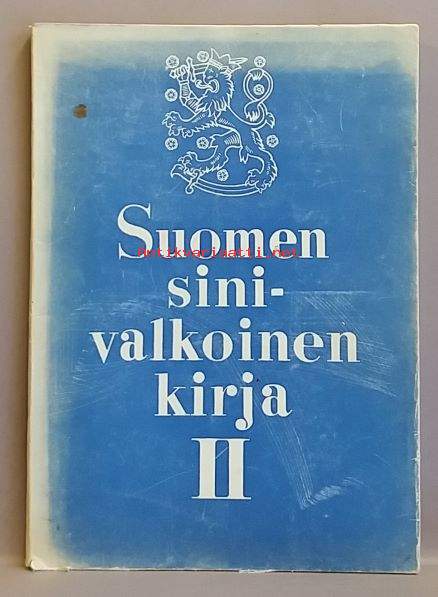 Suomen
Antikvariaatti.net
sini-
valkoinen
kirja
II